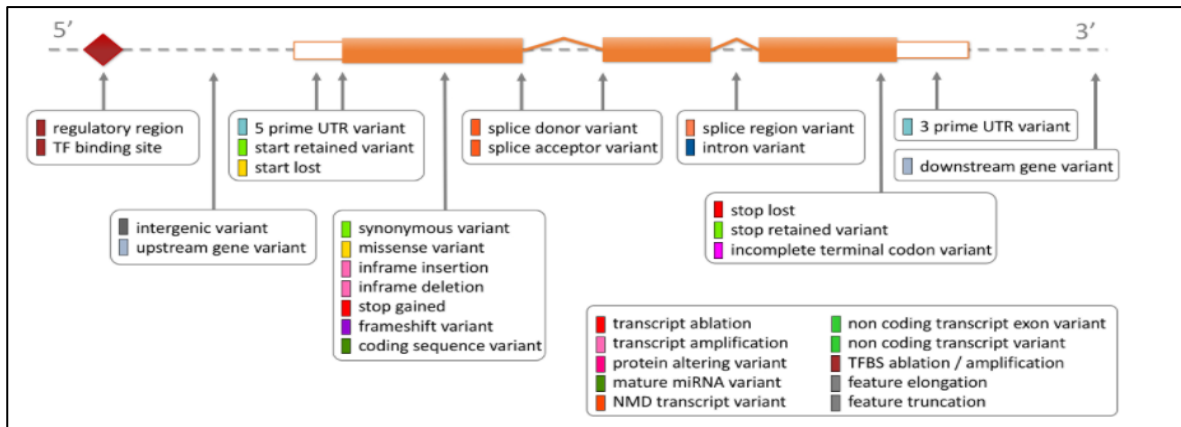 5′
3′
regulatory region
TF binding site
5 prime UTR variant
start retained variant
start lost
splice donor variant
splice acceptor variant
splice region variant
intron variant
3 prime UTR variant
downstream gene variant
intergenic variant
upstream gene variant
synonymous variant
missense variant
inframe insertion
inframe deletion
stop gained
frameshift variant
coding sequence variant
stop lost
stop retained variant
incomplete terminal codon variant
transcript ablation
transcript amplification
protein altering variant
mature miRNA variant
NMD transcript variant
non coding transcript exon variant
non coding transcript variant
TFBS ablation / amplification
feature elongation
feature truncation